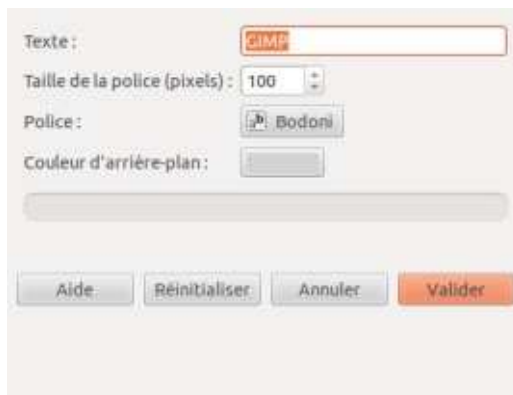 Texte :
GIMP
Taille de la police (pixels) :
100
Police :
Bodoni
Couleur d'arrière-plan :
Aide
Réinitialiser
Annuler
Valider